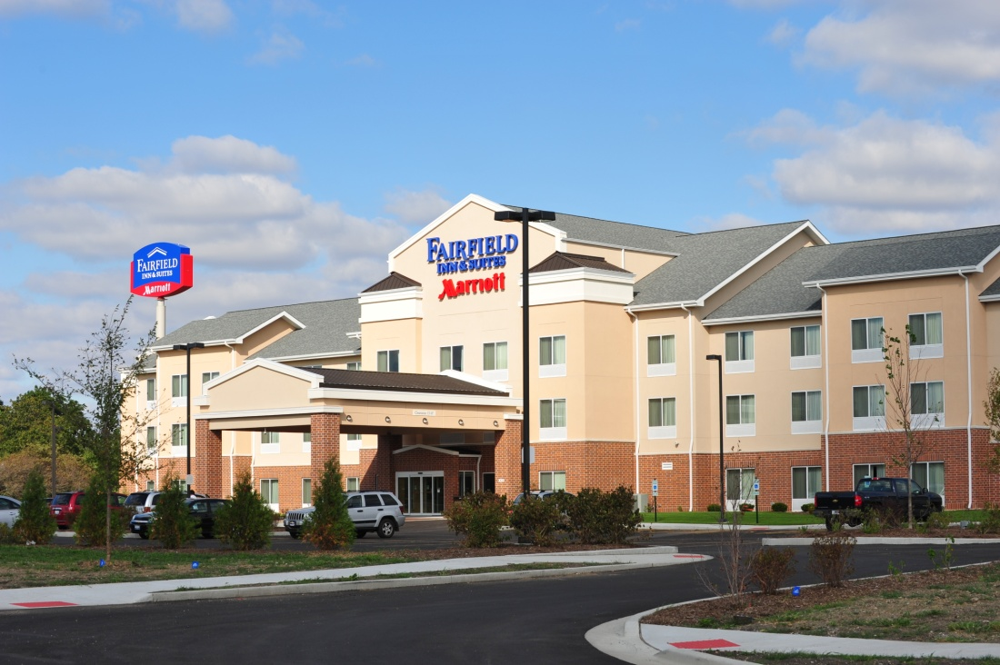 FAIRFIELD
INN & SUITES
Marriott
FAIRFIELD
INN & SUITES
Marriott